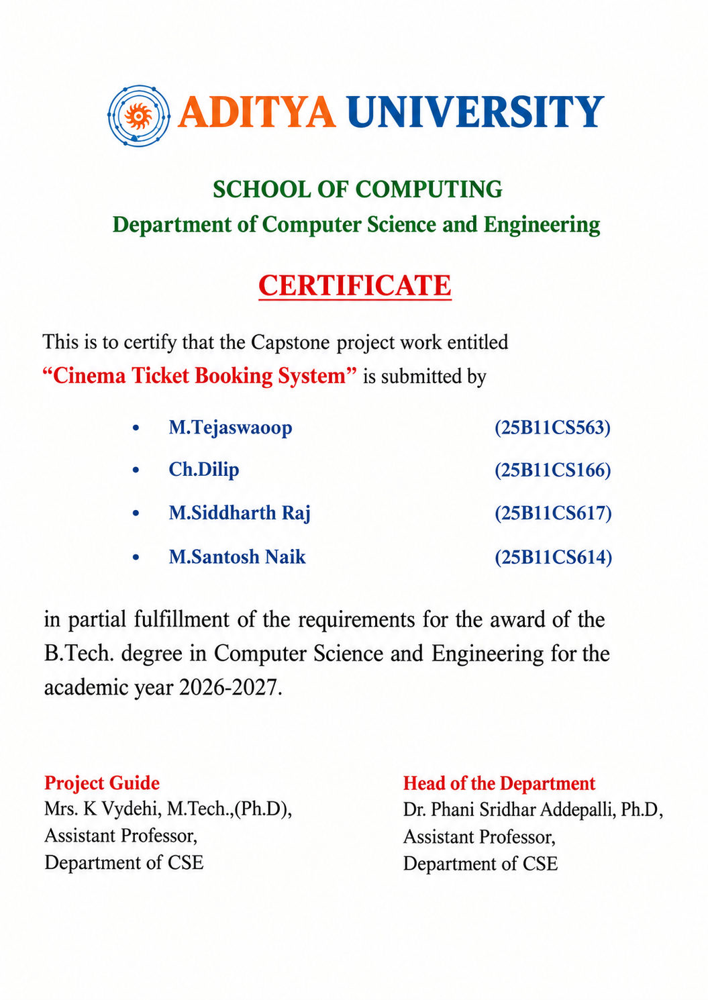 ADITYA UNIVERSITY
SCHOOL OF COMPUTING
Department of Computer Science and Engineering
CERTIFICATE
This is to certify that the Capstone project work entitled
“Cinema Ticket Booking System” is submitted by
• M.Tejaswaoop (25B11CS563)
• Ch.Dilip (25B11CS166)
• M.Siddharth Raj (25B11CS617)
• M.Santosh Naik (25B11CS614)
in partial fulfillment of the requirements for the award of the
B.Tech. degree in Computer Science and Engineering for the
academic year 2026-2027.
Project Guide
Mrs. K Vydehi, M.Tech.,(Ph.D),
Assistant Professor,
Department of CSE
Head of the Department
Dr. Phani Sridhar Addepalli, Ph.D,
Assistant Professor,
Department of CSE